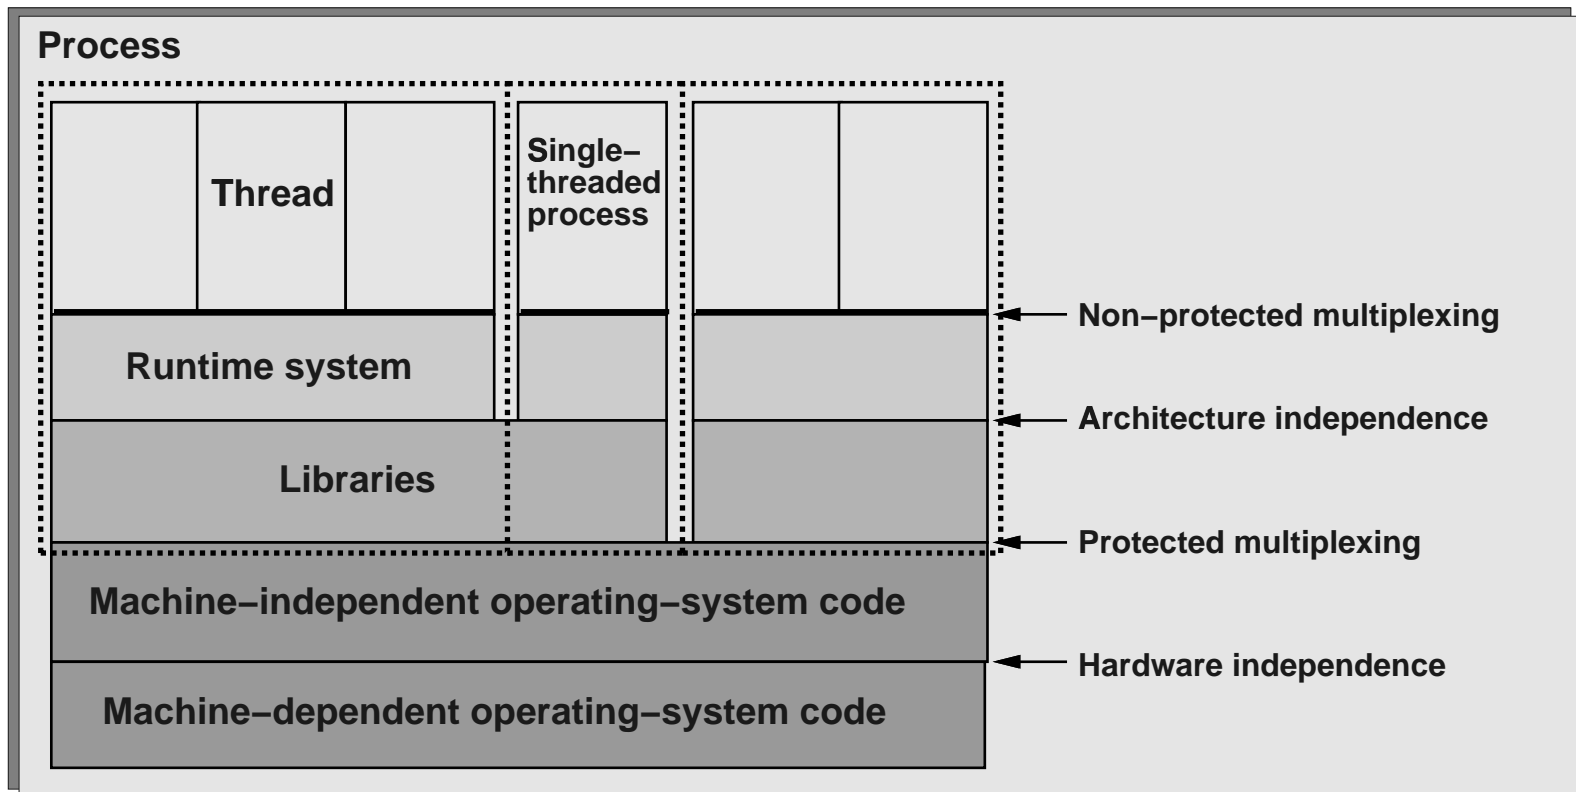 Process
Thread
Single–
threaded
process
Non–protected multiplexing
Runtime system
Architecture independence
Libraries
Protected multiplexing
Machine–independent operating–system code
Hardware independence
Machine–dependent operating–system code